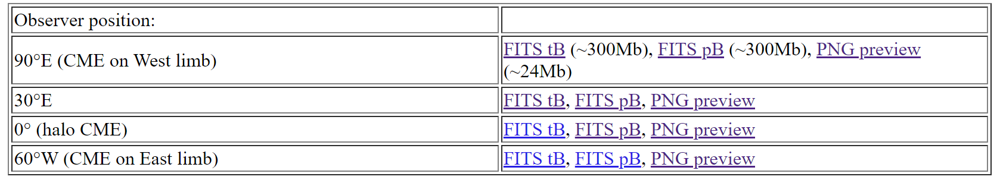 Observer position:
90°E (CME on West limb)
FITS tB (~300Mb), FITS pB (~300Mb), PNG preview
(~24Mb)
30°E
FITS tB, FITS pB, PNG preview
0° (halo CME)
FITS tB, FITS pB, PNG preview
60°W (CME on East limb)
FITS tB, FITS pB, PNG preview